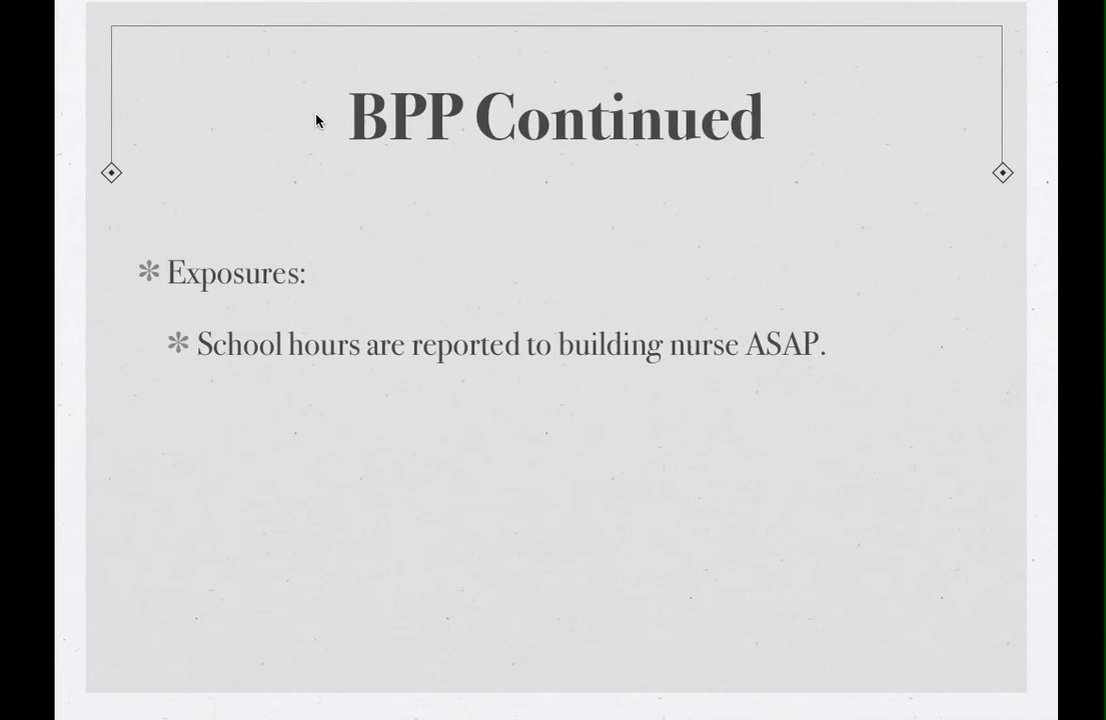 BPP Continued
Exposures:
School hours are reported to building nurse ASAP.